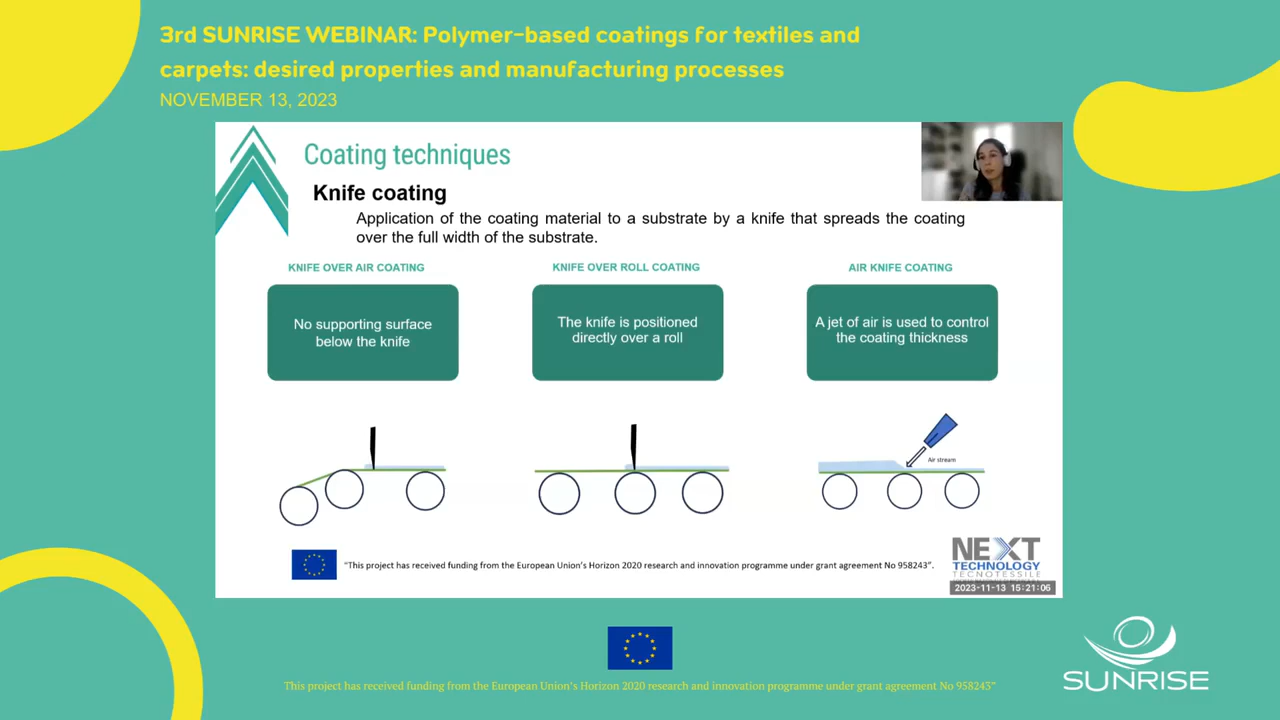 3rd SUNRISE WEBINAR: Polymer-based coatings for textiles and
carpets: desired properties and manufacturing processes
NOVEMBER 13, 2023
Coating techniques
Knife coating
Application of the coating material to a substrate by a knife that spreads the coating
over the full width of the substrate.
KNIFE OVER AIR COATING
No supporting surface
below the knife
KNIFE OVER ROLL COATING
The knife is positioned
directly over a roll
AIR KNIFE COATING
A jet of air is used to control
the coating thickness
Air stream
"This project has received funding from the European Union's Horizon 2020 research and innovation programme under grant agreement No 958243".
NEXT
TECHNOLOGY
TECNOTESSILE
2023-11-13 15:21:06
This project has received funding from the European Union's Horizon 2020 research and innovation programme under grant agreement No 958243"
SUNRISE